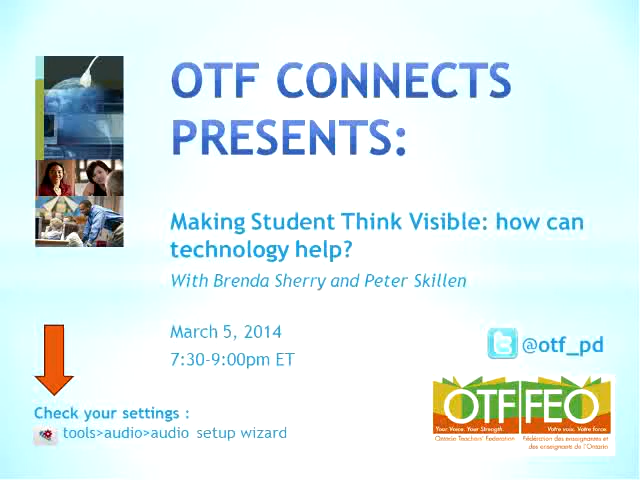 OTF CONNECTS
PRESENTS:
Making Student Think Visible: how can
technology help?
With Brenda Sherry and Peter Skillen
March 5, 2014
7:30-9:00pm ET
@otf_pd
Check your settings :
tools>audio>audio setup wizard
OTF FEO
Your Voice. Your Strength. Votre voix. Votre force.
Ontario Teachers' Federation Fédération des enseignantes et
des enseignants de l'Ontario